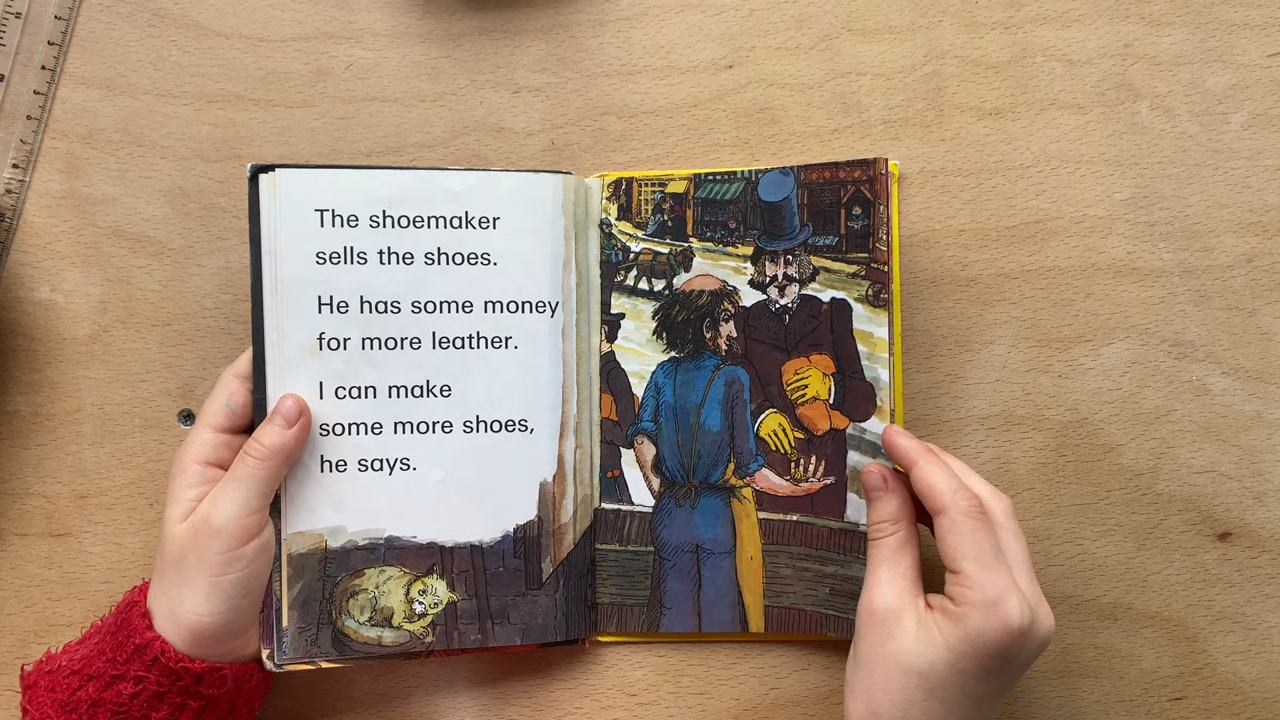 The shoemaker
sells the shoes.
He has some money
for more leather.
I can make
some more shoes,
he says.